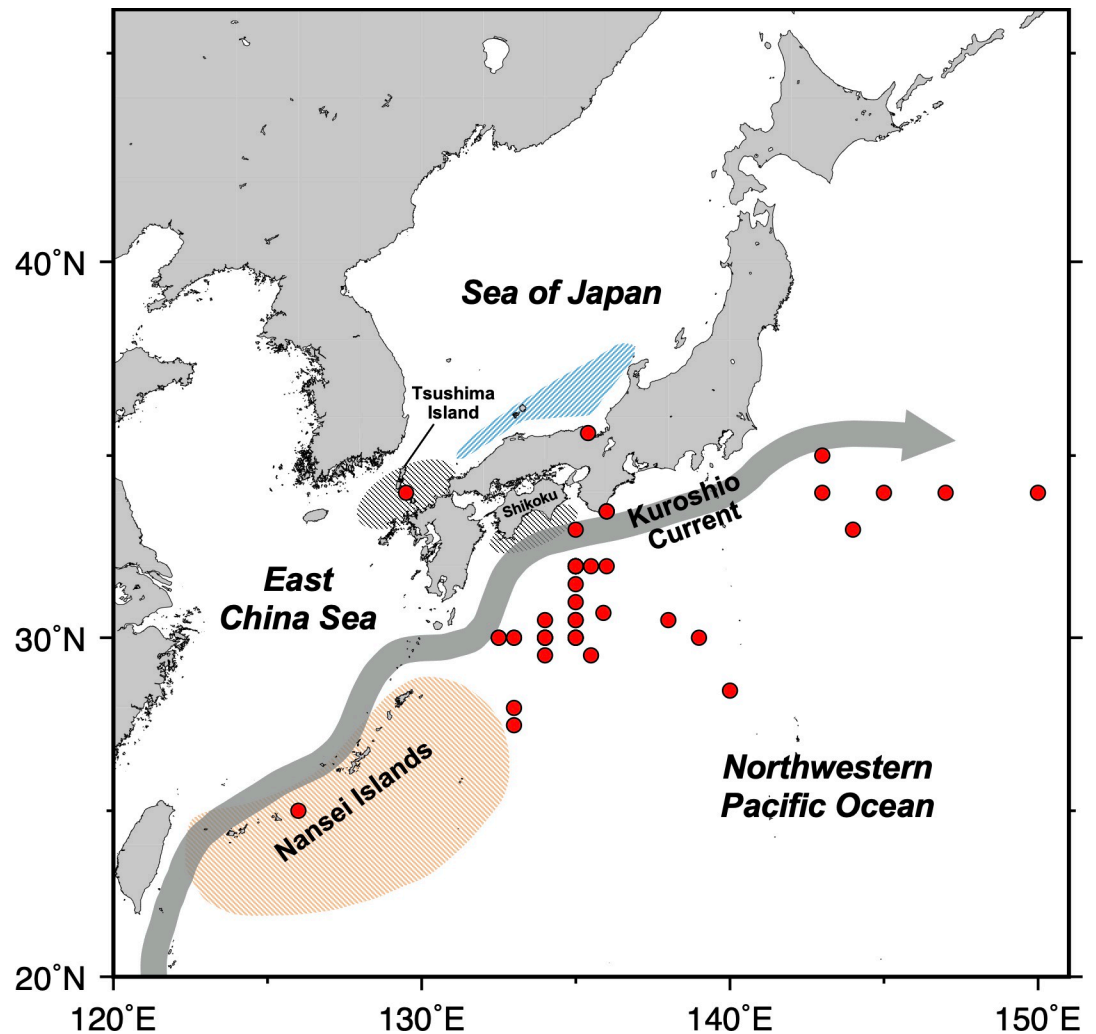 40°N
Sea of Japan
Tsushima
Island
Shikoku
Kuroshio
Current
East
China Sea
30°N
Nansei Islands
Northwestern
Pacific Ocean
20°N
120°E
130°E
140°E
150°E